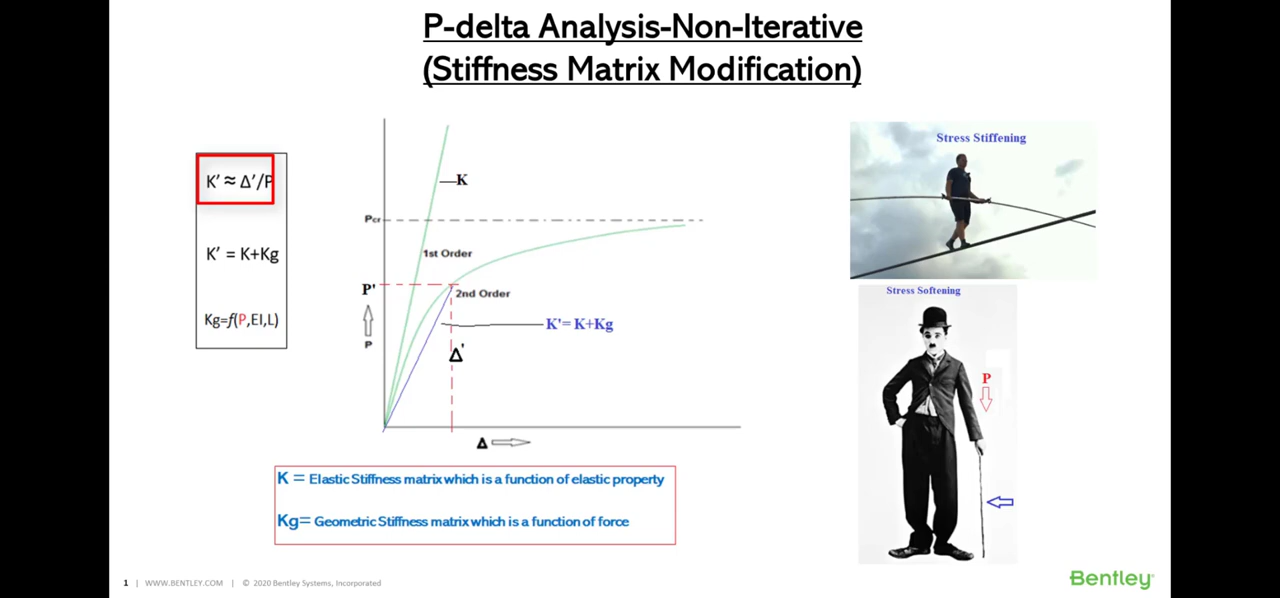 P-delta Analysis-Non-Iterative
(Stiffness Matrix Modification)
K′ ≈ Δ′/P
K′ = K+Kg
Kg=f(P,EI,L)
K
Pcr
1st Order
P'
2nd Order
K'= K+Kg
P
Δ'
Δ
K = Elastic Stiffness matrix which is a function of elastic property
Kg= Geometric Stiffness matrix which is a function of force
Stress Stiffening
Stress Softening
P
1 | WWW.BENTLEY.COM | © 2020 Bentley Systems, Incorporated
Bentley®